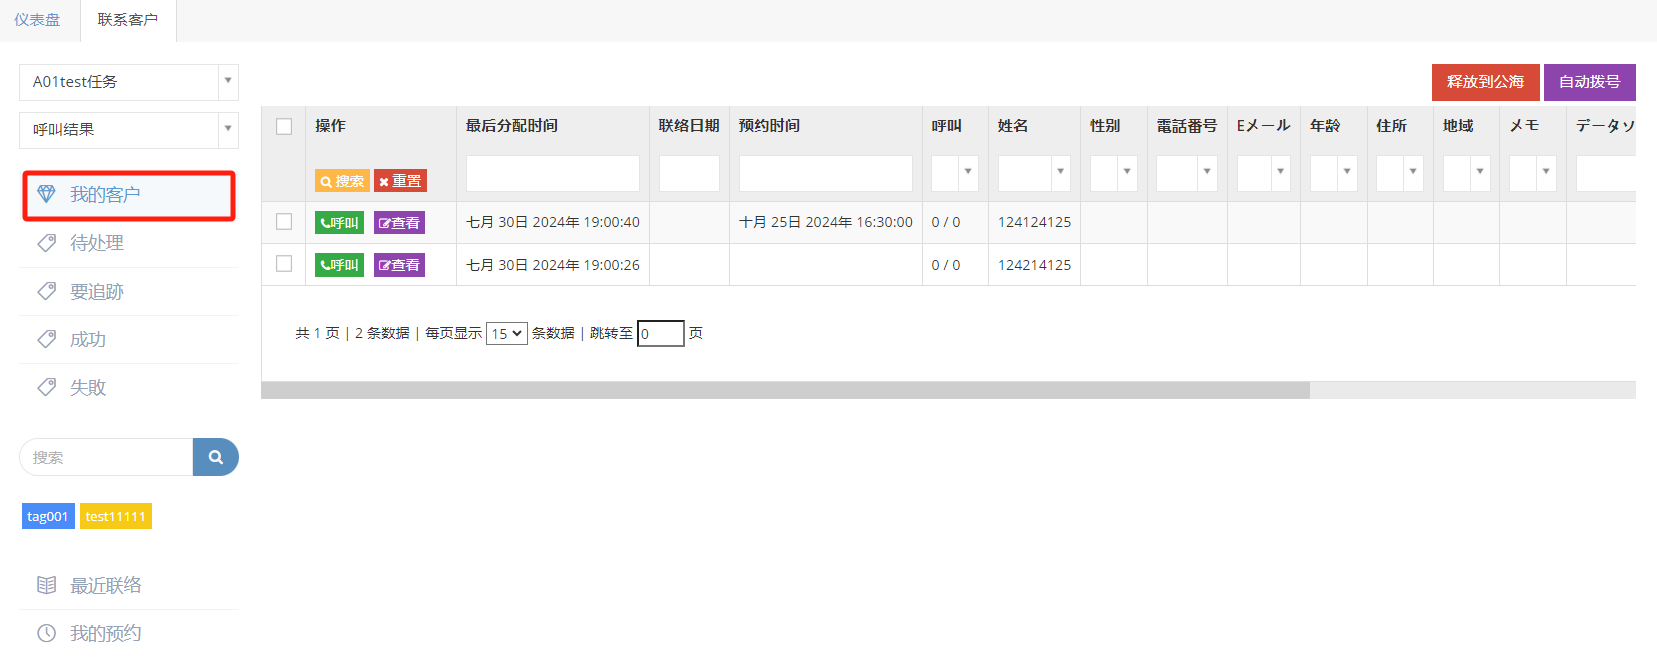 仪表盘 联系客户
A01test任务
呼叫结果
我的客户
待处理
要追跡
成功
失敗
搜索
tag001 test11111
最近联络
我的预约
释放到公海 自动拨号
操作 最后分配时间 联络日期 预约时间 呼叫 姓名 性别 電話番号 Eメール 年龄 住所 地域 メモ データソ
搜索 重置
呼叫 查看 七月 30日 2024年 19:00:40 十月 25日 2024年 16:30:00 0 / 0 124124125
呼叫 查看 七月 30日 2024年 19:00:26 0 / 0 124214125
共 1 页 | 2 条数据 | 每页显示 15 条数据 | 跳转至 0 页